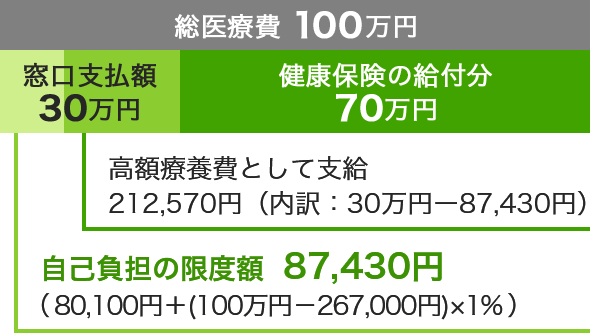 総医療費 100万円
窓口支払額
30万円
健康保険の給付分
70万円
高額療養費として支給
212,570円（内訳：30万円ー87,430円）
自己負担の限度額 87,430円
（80,100円＋(100万円－267,000円)×1%）